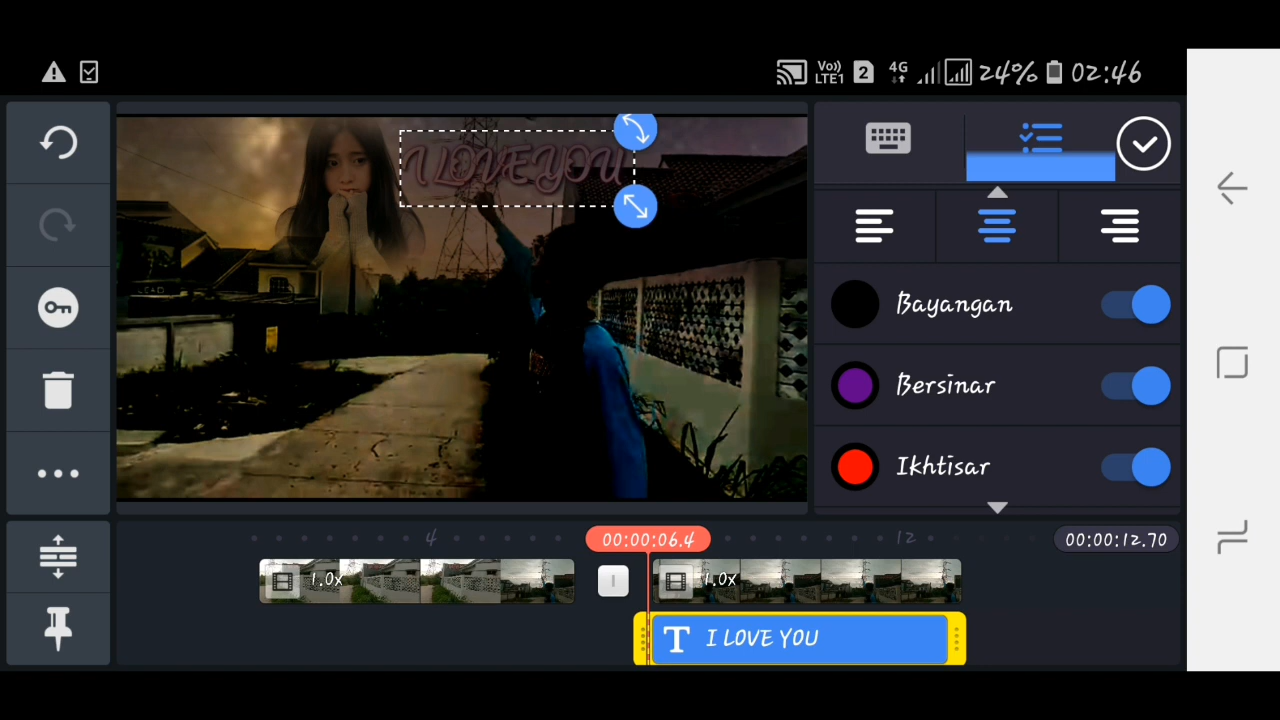 Vo))
LTE1
2
4G
24%
02:46
I LOVE YOU
Bayangan
Bersinar
Ikhtisar
4
00:00:06.4
12
00:00:12.70
1.0x
1.0x
T I LOVE YOU